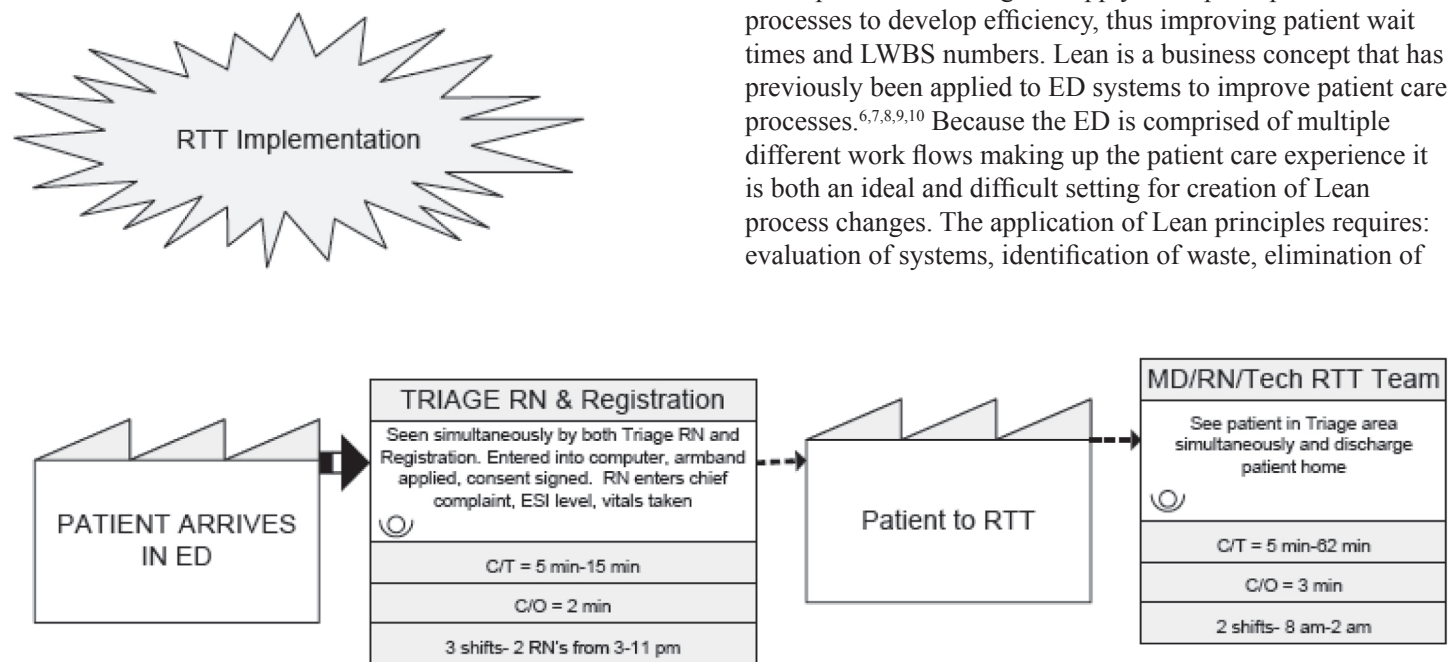 processes to develop efficiency, thus improving patient wait
times and LWBS numbers. Lean is a business concept that has
previously been applied to ED systems to improve patient care
processes.6,7,8,9,10 Because the ED is comprised of multiple
different work flows making up the patient care experience it
is both an ideal and difficult setting for creation of Lean
process changes. The application of Lean principles requires:
evaluation of systems, identification of waste, elimination of
RTT Implementation
PATIENT ARRIVES
IN ED
TRIAGE RN & Registration
Seen simultaneously by both Triage RN and
Registration. Entered into computer, armband
applied, consent signed. RN enters chief
complaint, ESI level, vitals taken
C/T = 5 min-15 min
C/O = 2 min
3 shifts- 2 RN's from 3-11 pm
Patient to RTT
MD/RN/Tech RTT Team
See patient in Triage area
simultaneously and discharge
patient home
C/T = 5 min-62 min
C/O = 3 min
2 shifts- 8 am-2 am